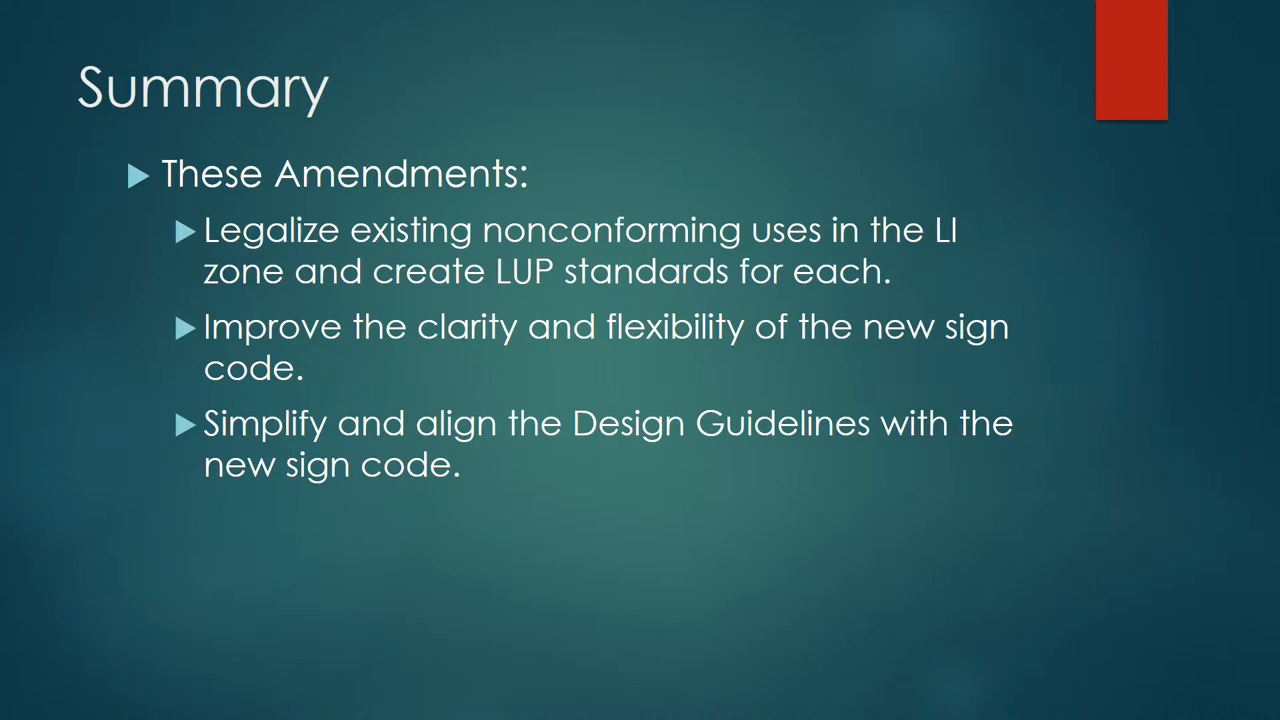 Summary
These Amendments:
Legalize existing nonconforming uses in the LI
zone and create LUP standards for each.
Improve the clarity and flexibility of the new sign
code.
Simplify and align the Design Guidelines with the
new sign code.